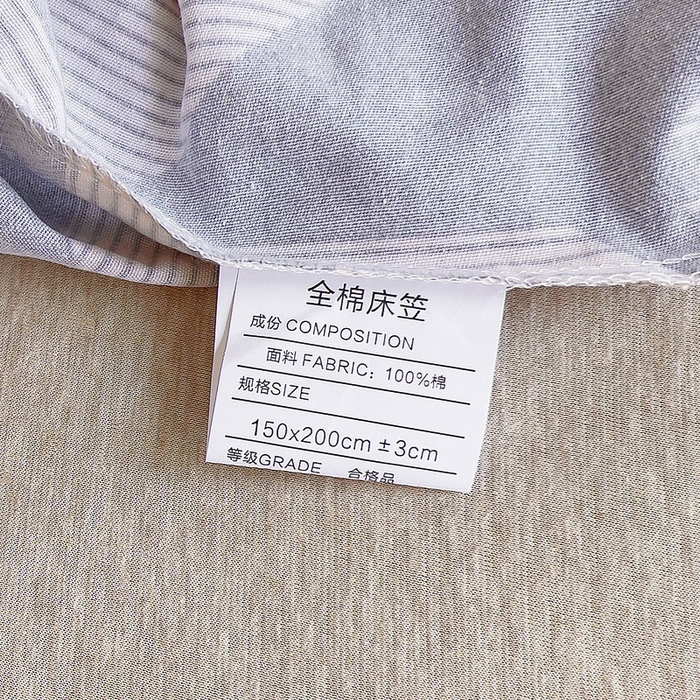 全棉床笠
成份 COMPOSITION
面料 FABRIC：100%棉
规格SIZE
150x200cm ±3cm
等级GRADE 合格品